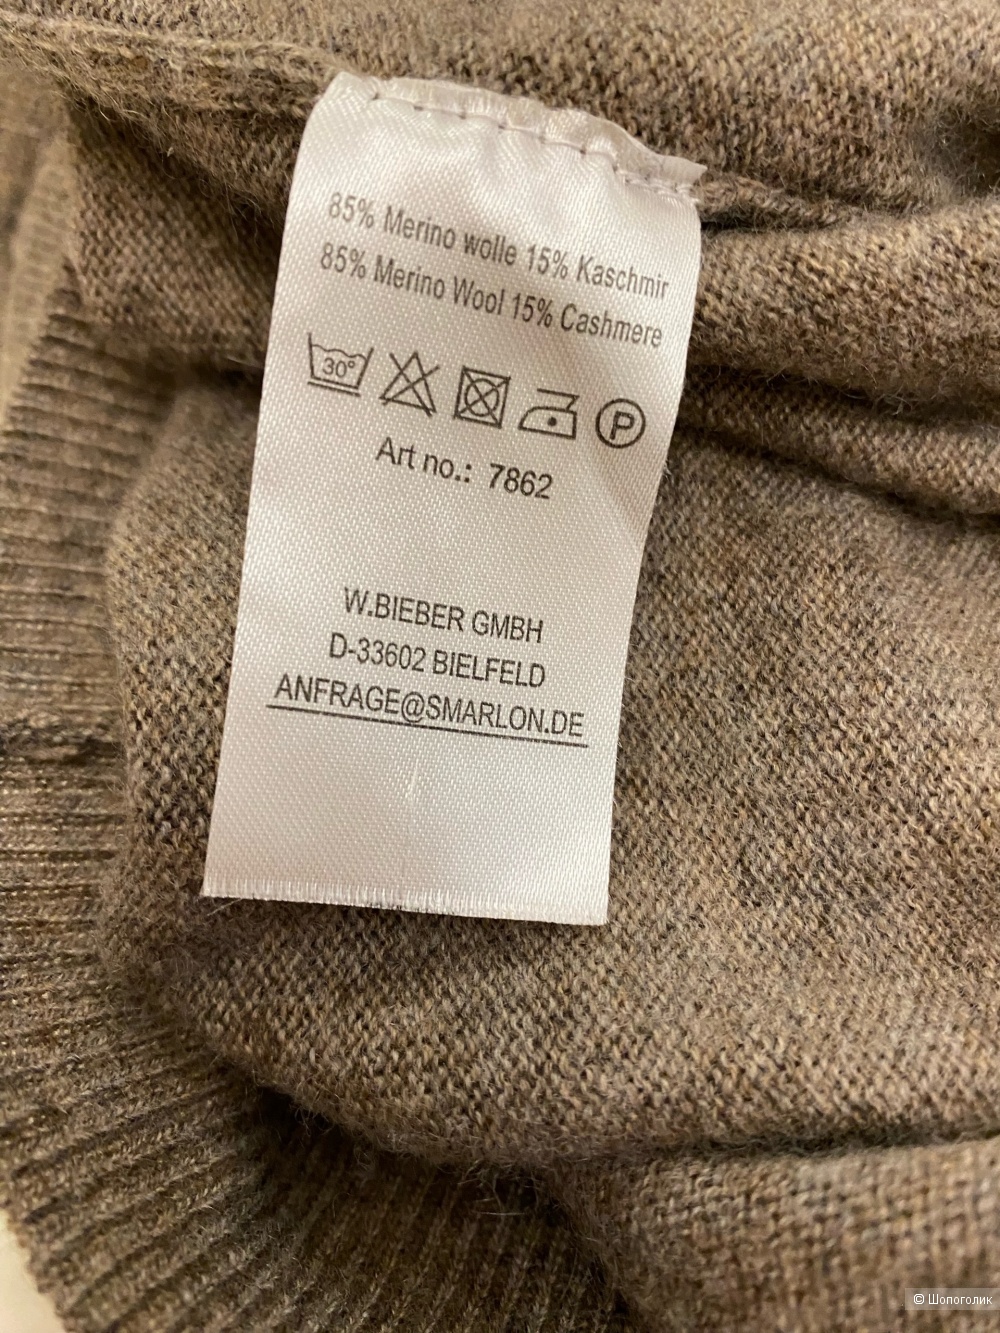 85% Merino wolle 15% Kaschmir
85% Merino Wool 15% Cashmere
30°
P
Art no.: 7862
W.BIEBER GMBH
D-33602 BIELFELD
ANFRAGE@SMARLON.DE
© Шопоголик